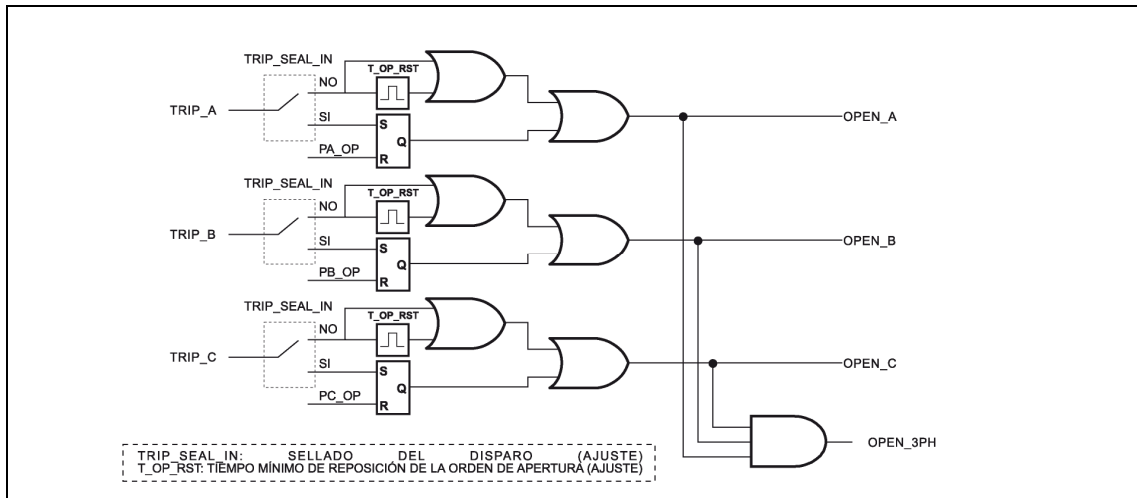 TRIP_SEAL_IN
T_OP_RST
NO
TRIP_A
SI
S
Q
PA_OP
R
OPEN_A
TRIP_SEAL_IN
T_OP_RST
NO
TRIP_B
SI
S
Q
PB_OP
R
OPEN_B
TRIP_SEAL_IN
T_OP_RST
NO
TRIP_C
SI
S
Q
PC_OP
R
OPEN_C
OPEN_3PH
TRIP_SEAL_IN: SELLADO DEL DISPARO (AJUSTE)
T_OP_RST: TIEMPO MÍNIMO DE REPOSICIÓN DE LA ORDEN DE APERTURA (AJUSTE)